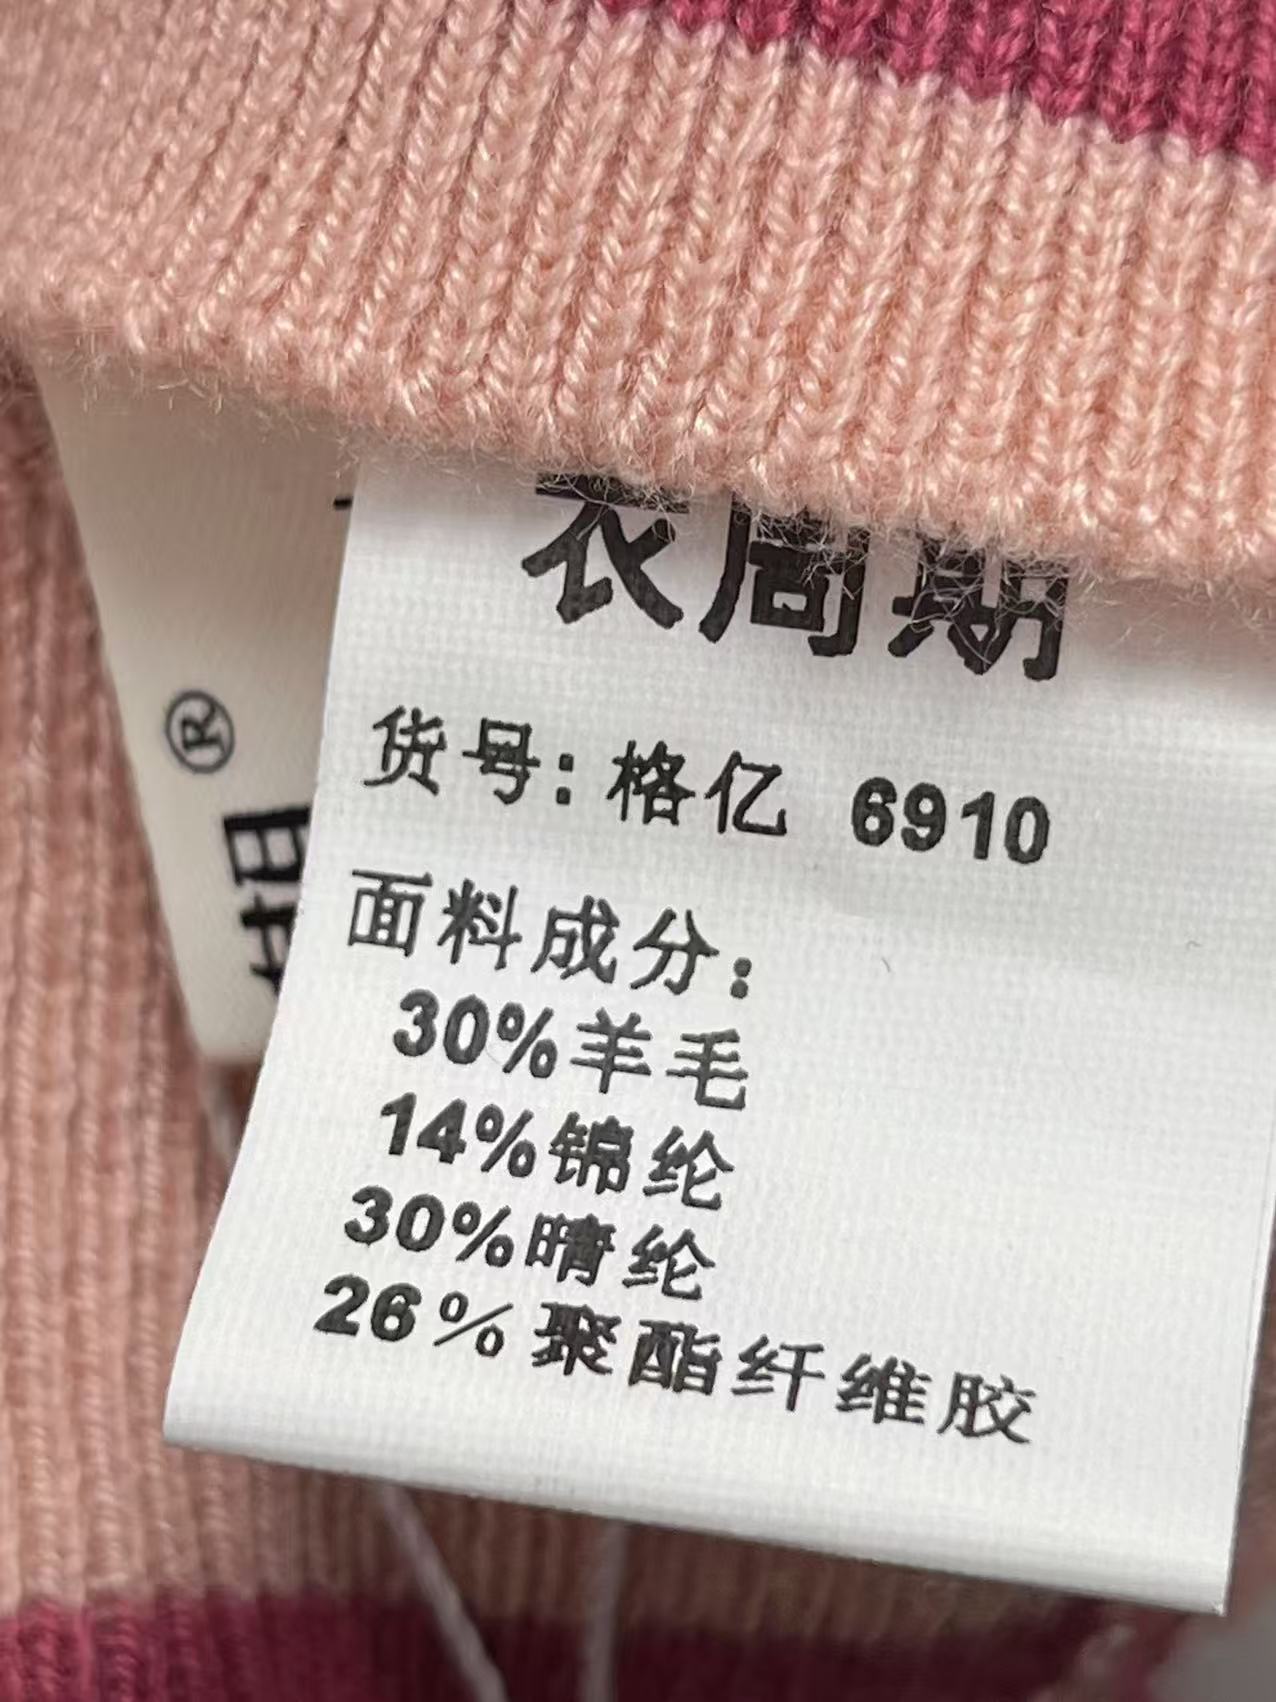 衣周期
货号：格亿 6910
面料成分：
30%羊毛
14%锦纶
30%晴纶
26%聚酯纤维胶
®